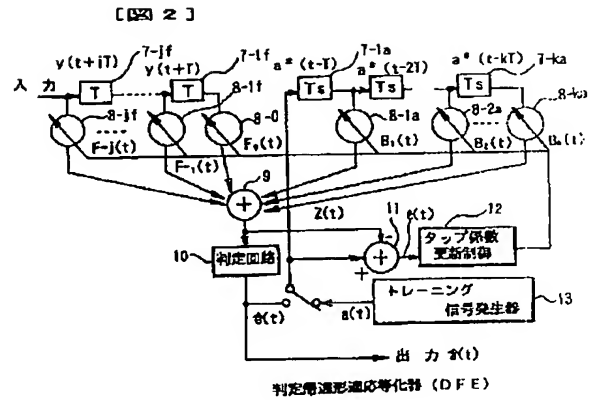 ［図２］
y(t+jT) 7-jf y(t+T) 7-1f a*(t-T) 7-1a a*(t-2T) a*(t-kT) 7-ka
入 力 T T Ts Ts Ts
8-jf 8-1f 8-0 8-1a 8-2a 8-ka
F-j(t) F-1(t) F0(t) B1(t) B2(t)
9
Z(t) 11 e(t) 12
10 判定回路 + - + タップ係数
更新制御
トレーニング
信号発生器 13
a(t)
出 力
判定帰還形適応等化器 (DFE)